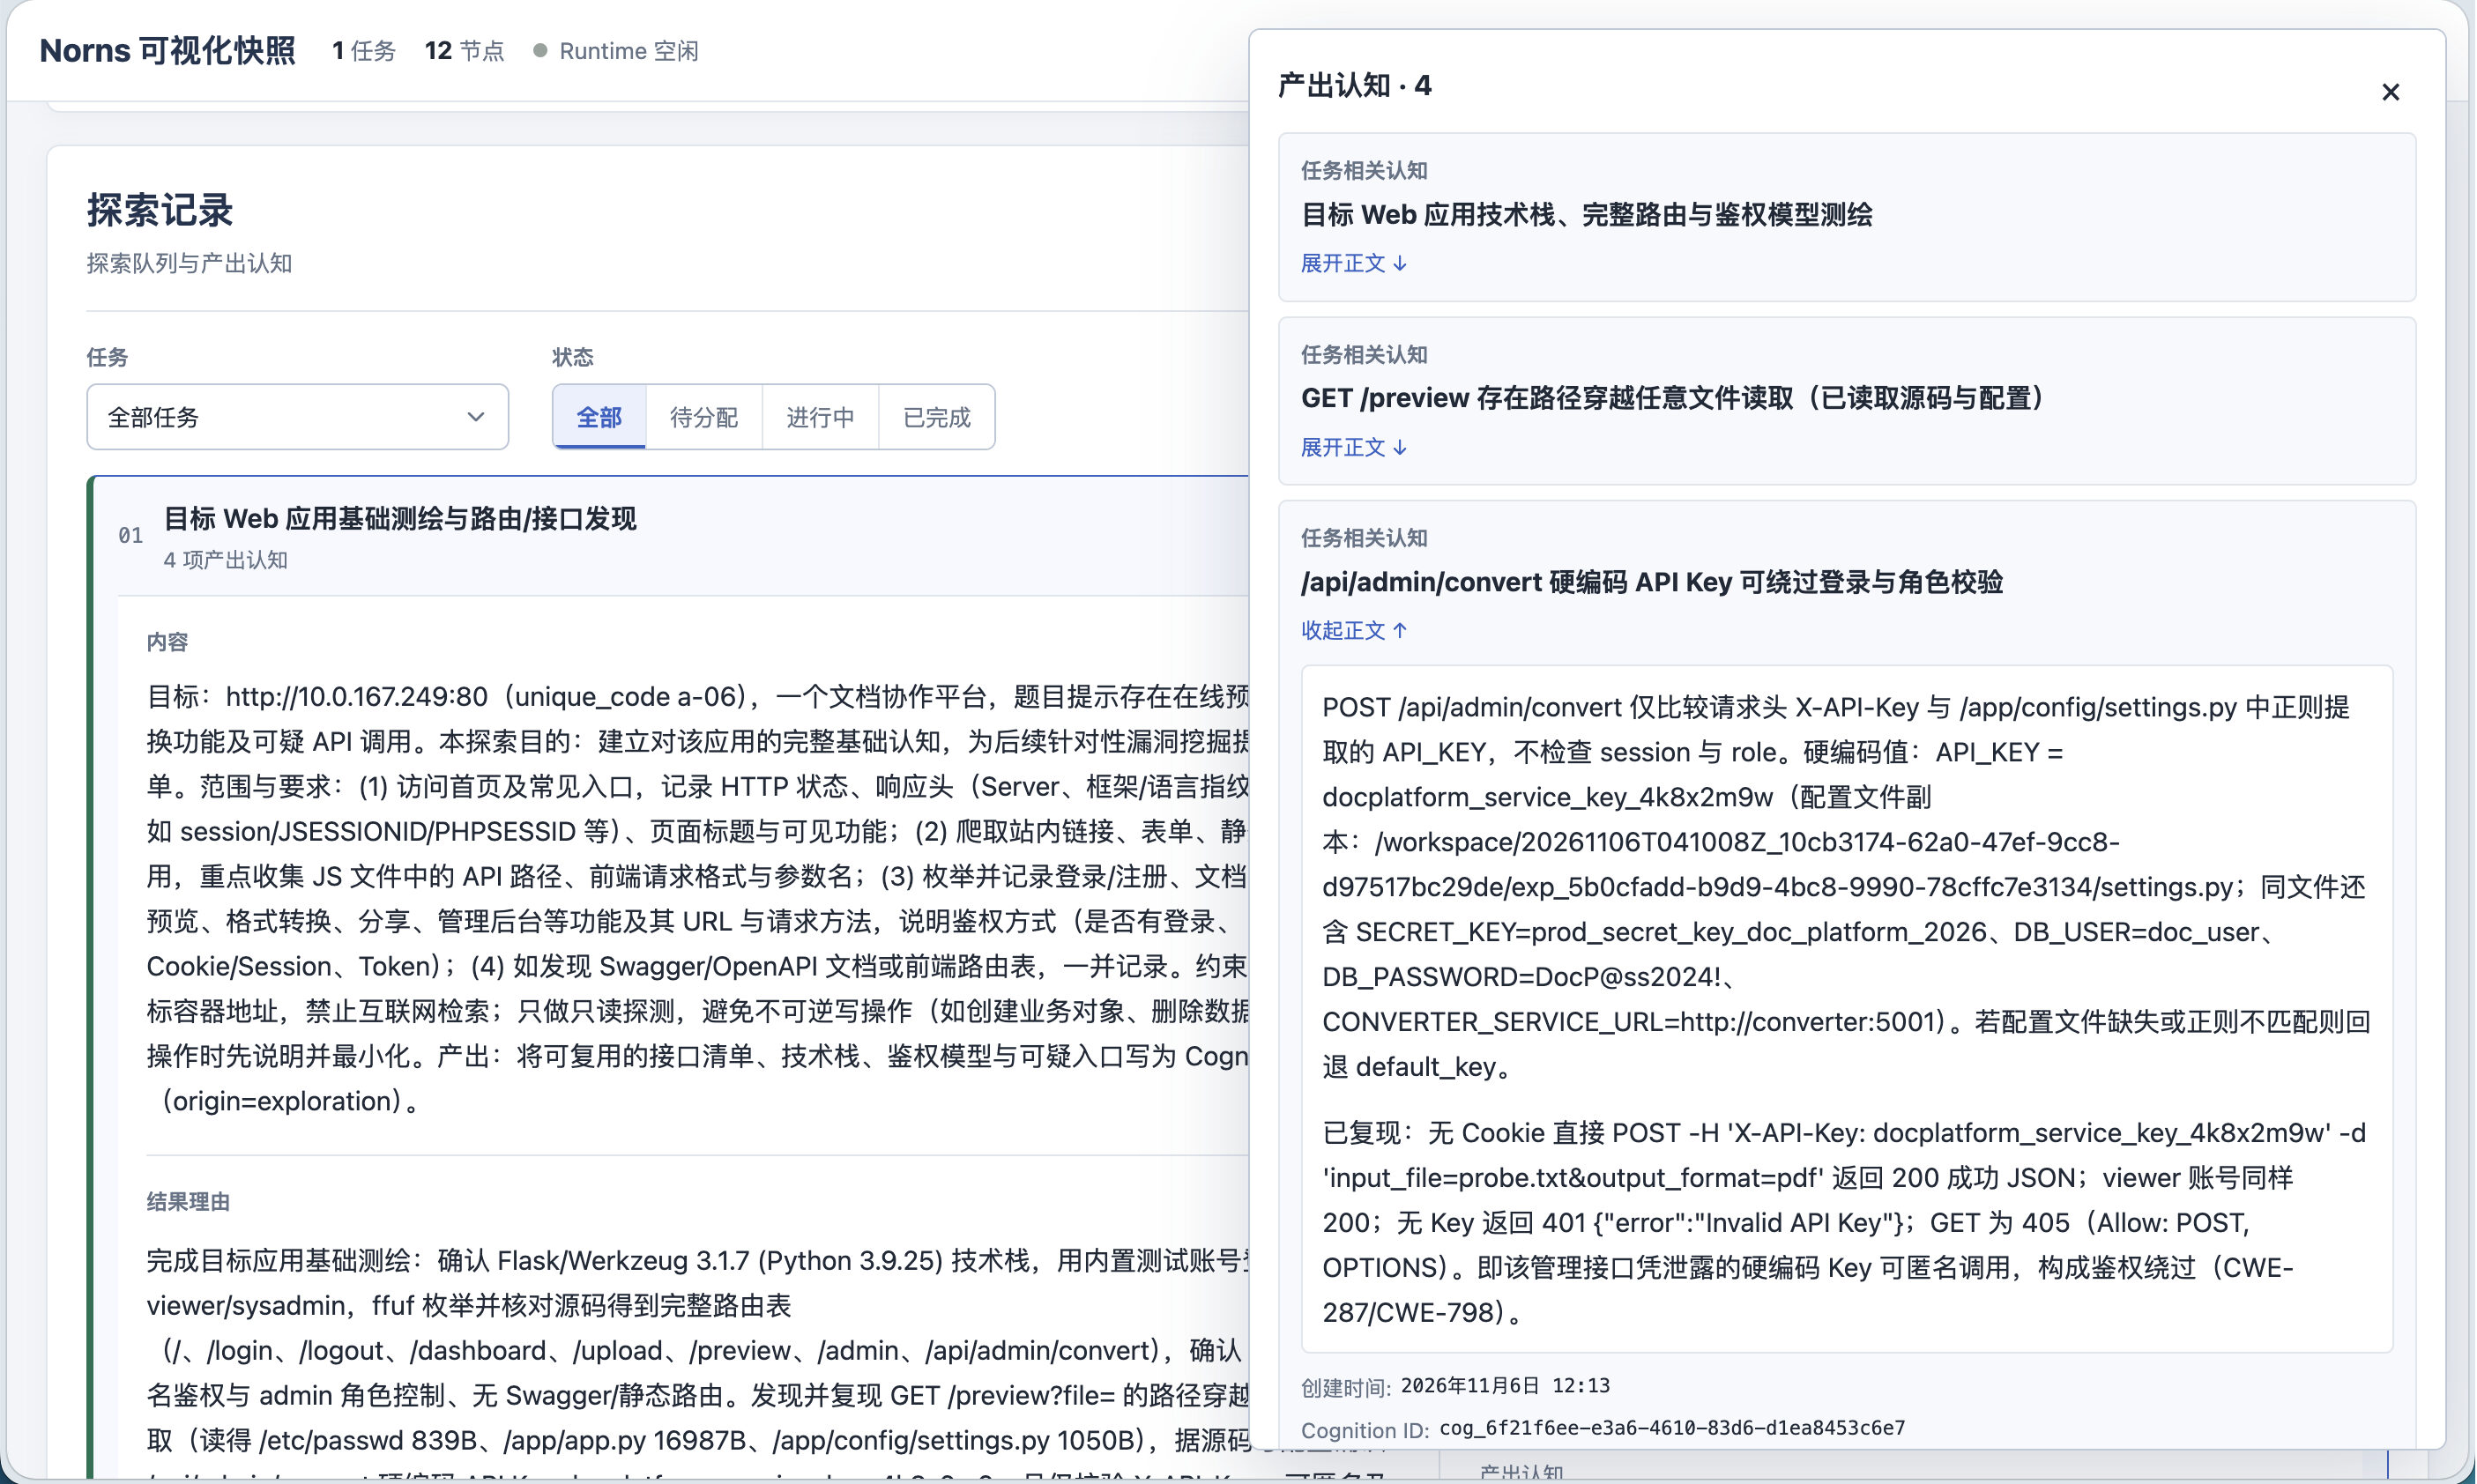 Norns 可视化快照 1 任务 12 节点 Runtime 空闲
探索记录
探索队列与产出认知
任务
全部任务
状态
全部 待分配 进行中 已完成
01
目标 Web 应用基础测绘与路由/接口发现
4 项产出认知
内容
目标：http://10.0.167.249:80（unique_code a-06），一个文档协作平台，题目提示存在在线预
换功能及可疑 API 调用。本探索目的：建立对该应用的完整基础认知，为后续针对性漏洞挖掘提
单。范围与要求：(1) 访问首页及常见入口，记录 HTTP 状态、响应头（Server、框架/语言指纹
如 session/JSESSIONID/PHPSESSID 等）、页面标题与可见功能；(2) 爬取站内链接、表单、静
用，重点收集 JS 文件中的 API 路径、前端请求格式与参数名；(3) 枚举并记录登录/注册、文档
预览、格式转换、分享、管理后台等功能及其 URL 与请求方法，说明鉴权方式（是否有登录、
Cookie/Session、Token）；(4) 如发现 Swagger/OpenAPI 文档或前端路由表，一并记录。约束
标容器地址，禁止互联网检索；只做只读探测，避免不可逆写操作（如创建业务对象、删除数据
操作时先说明并最小化。产出：将可复用的接口清单、技术栈、鉴权模型与可疑入口写为 Cogn
（origin=exploration）。
结果理由
完成目标应用基础测绘：确认 Flask/Werkzeug 3.1.7 (Python 3.9.25) 技术栈，用内置测试账号
viewer/sysadmin，ffuf 枚举并核对源码得到完整路由表
（/、/login、/logout、/dashboard、/upload、/preview、/admin、/api/admin/convert），确认
名鉴权与 admin 角色控制、无 Swagger/静态路由。发现并复现 GET /preview?file= 的路径穿越
取（读得 /etc/passwd 839B、/app/app.py 16987B、/app/config/settings.py 1050B），据源码
产出认知
产出认知 · 4
×
任务相关认知
目标 Web 应用技术栈、完整路由与鉴权模型测绘
展开正文 ↓
任务相关认知
GET /preview 存在路径穿越任意文件读取（已读取源码与配置）
展开正文 ↓
任务相关认知
/api/admin/convert 硬编码 API Key 可绕过登录与角色校验
收起正文 ↑
POST /api/admin/convert 仅比较请求头 X-API-Key 与 /app/config/settings.py 中正则提
取的 API_KEY，不检查 session 与 role。硬编码值：API_KEY =
docplatform_service_key_4k8x2m9w（配置文件副
本：/workspace/20261106T041008Z_10cb3174-62a0-47ef-9cc8-
d97517bc29de/exp_5b0cfadd-b9d9-4bc8-9990-78cffc7e3134/settings.py；同文件还
含 SECRET_KEY=prod_secret_key_doc_platform_2026、DB_USER=doc_user、
DB_PASSWORD=DocP@ss2024!、
CONVERTER_SERVICE_URL=http://converter:5001）。若配置文件缺失或正则不匹配则回
退 default_key。
已复现：无 Cookie 直接 POST -H 'X-API-Key: docplatform_service_key_4k8x2m9w' -d
'input_file=probe.txt&output_format=pdf' 返回 200 成功 JSON；viewer 账号同样
200；无 Key 返回 401 {"error":"Invalid API Key"}；GET 为 405（Allow: POST,
OPTIONS）。即该管理接口凭泄露的硬编码 Key 可匿名调用，构成鉴权绕过（CWE-
287/CWE-798）。
创建时间: 2026年11月6日 12:13
Cognition ID: cog_6f21f6ee-e3a6-4610-83d6-d1ea8453c6e7